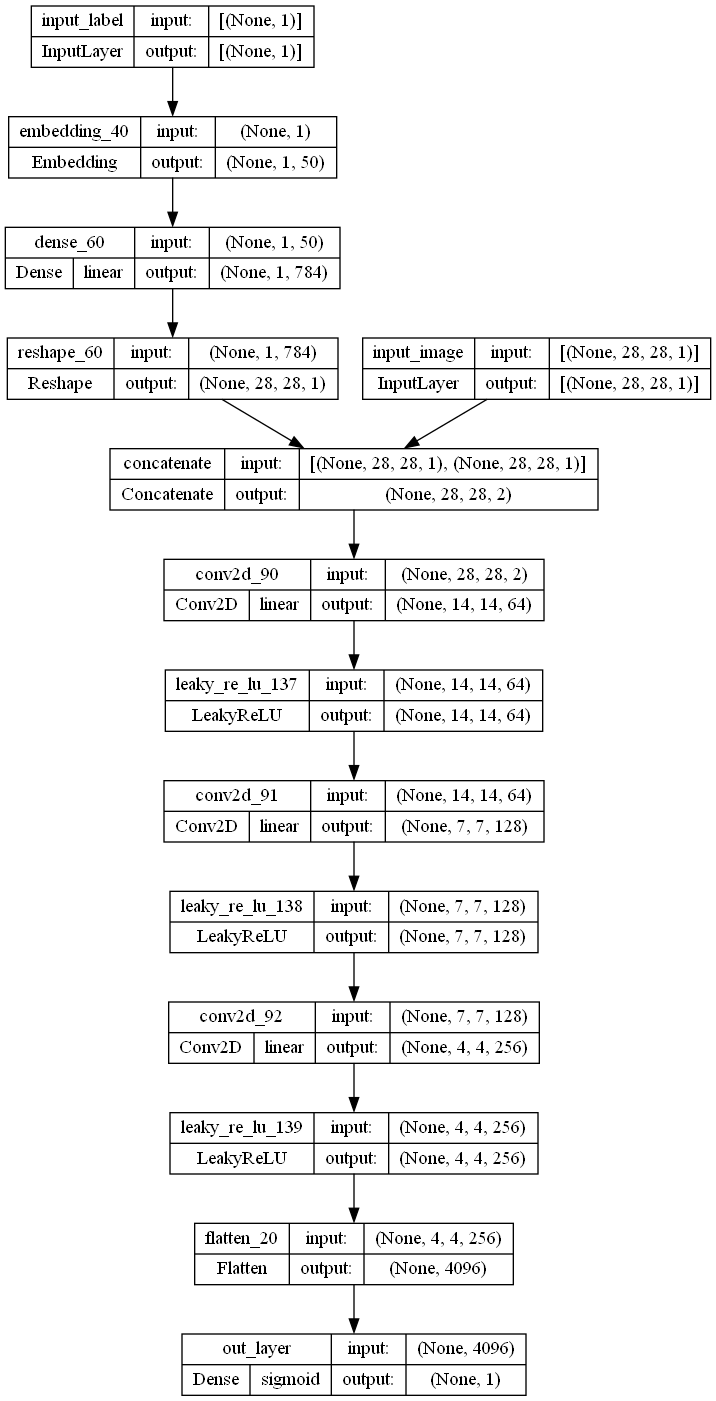 input_label input: [(None, 1)]
InputLayer output: [(None, 1)]
embedding_40 input: (None, 1)
Embedding output: (None, 1, 50)
dense_60 input: (None, 1, 50)
Dense linear output: (None, 1, 784)
reshape_60 input: (None, 1, 784)
Reshape output: (None, 28, 28, 1)
input_image input: [(None, 28, 28, 1)]
InputLayer output: [(None, 28, 28, 1)]
concatenate input: [(None, 28, 28, 1), (None, 28, 28, 1)]
Concatenate output: (None, 28, 28, 2)
conv2d_90 input: (None, 28, 28, 2)
Conv2D linear output: (None, 14, 14, 64)
leaky_re_lu_137 input: (None, 14, 14, 64)
LeakyReLU output: (None, 14, 14, 64)
conv2d_91 input: (None, 14, 14, 64)
Conv2D linear output: (None, 7, 7, 128)
leaky_re_lu_138 input: (None, 7, 7, 128)
LeakyReLU output: (None, 7, 7, 128)
conv2d_92 input: (None, 7, 7, 128)
Conv2D linear output: (None, 4, 4, 256)
leaky_re_lu_139 input: (None, 4, 4, 256)
LeakyReLU output: (None, 4, 4, 256)
flatten_20 input: (None, 4, 4, 256)
Flatten output: (None, 4096)
out_layer input: (None, 4096)
Dense sigmoid output: (None, 1)